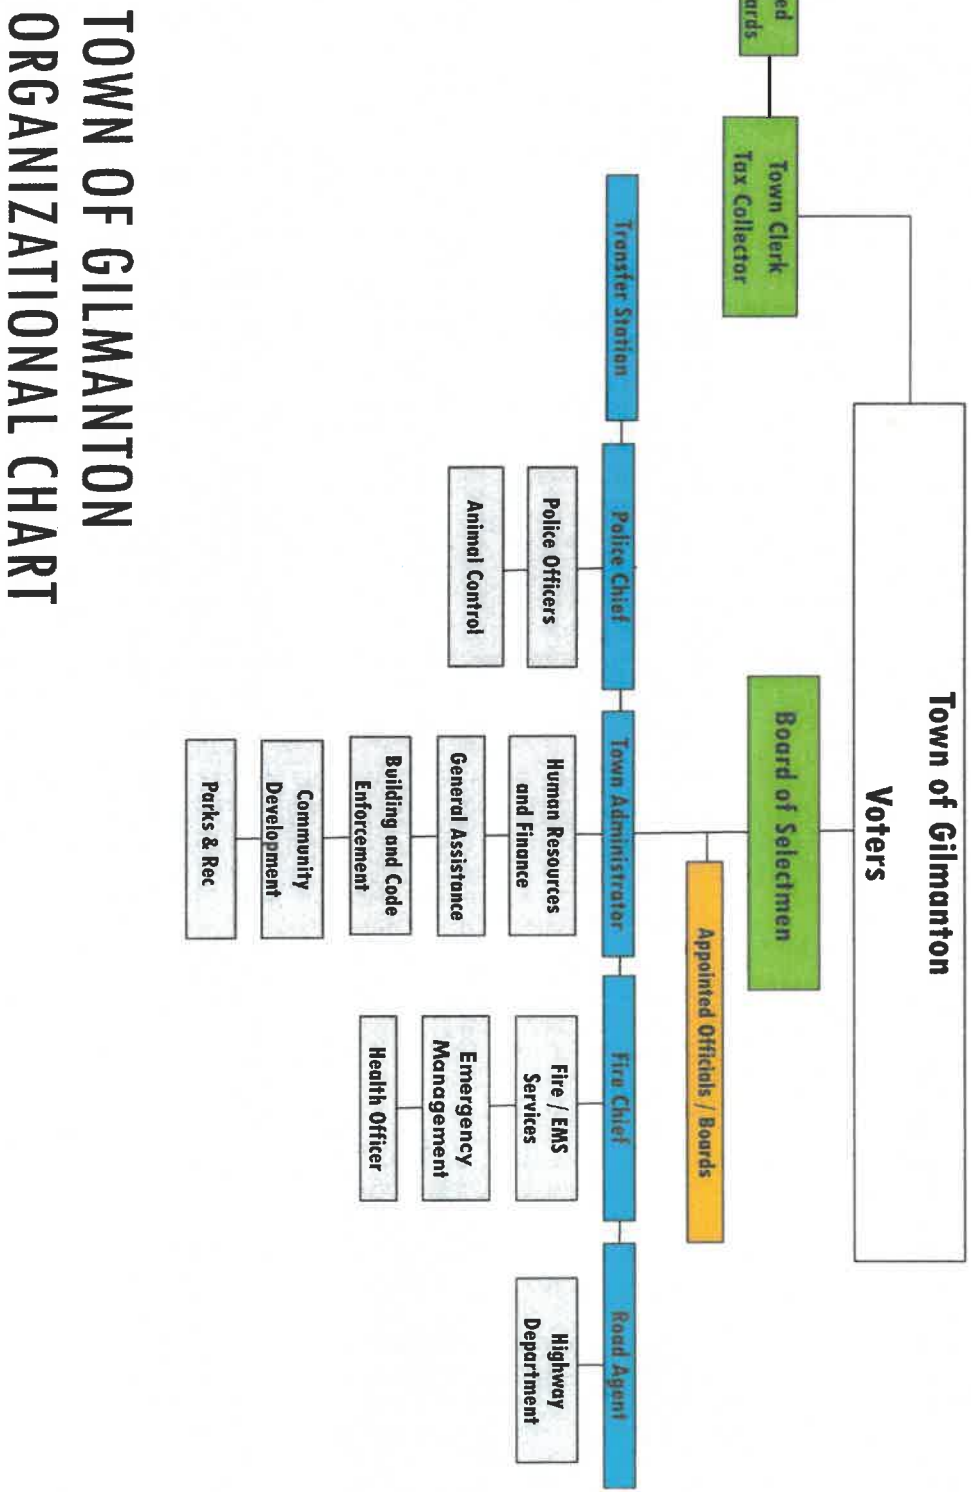 Town of Gilmanton
Voters
Town Clerk
Tax Collector
Board of Selectmen
Appointed Officials / Boards
Transfer Station
Police Chief
Town Administrator
Fire Chief
Road Agent
Police Officers
Animal Control
Human Resources
and Finance
General Assistance
Building and Code
Enforcement
Community
Development
Parks & Rec
Fire / EMS
Services
Emergency
Management
Health Officer
Highway
Department
TOWN OF GILMANTON
ORGANIZATIONAL CHART